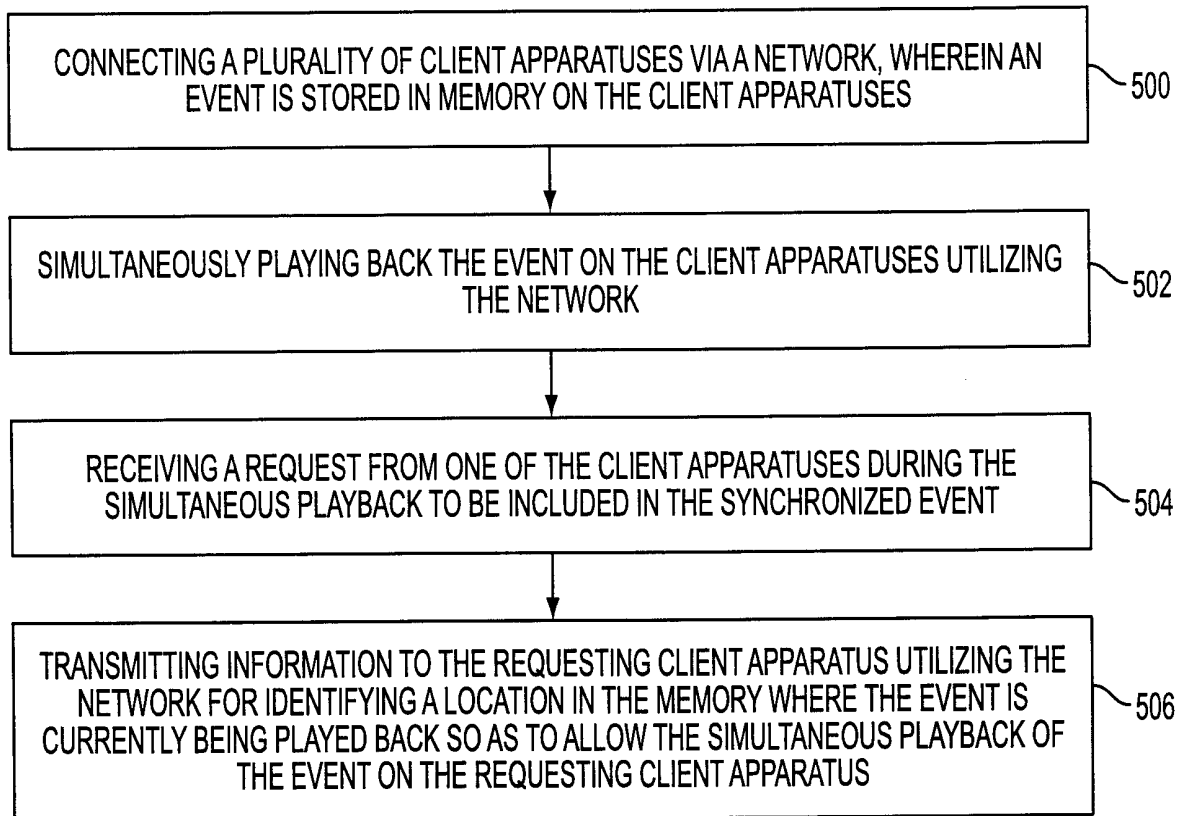 CONNECTING A PLURALITY OF CLIENT APPARATUSES VIA A NETWORK, WHEREIN AN
EVENT IS STORED IN MEMORY ON THE CLIENT APPARATUSES
500
SIMULTANEOUSLY PLAYING BACK THE EVENT ON THE CLIENT APPARATUSES UTILIZING
THE NETWORK
502
RECEIVING A REQUEST FROM ONE OF THE CLIENT APPARATUSES DURING THE
SIMULTANEOUS PLAYBACK TO BE INCLUDED IN THE SYNCHRONIZED EVENT
504
TRANSMITTING INFORMATION TO THE REQUESTING CLIENT APPARATUS UTILIZING THE
NETWORK FOR IDENTIFYING A LOCATION IN THE MEMORY WHERE THE EVENT IS
CURRENTLY BEING PLAYED BACK SO AS TO ALLOW THE SIMULTANEOUS PLAYBACK OF
THE EVENT ON THE REQUESTING CLIENT APPARATUS
506